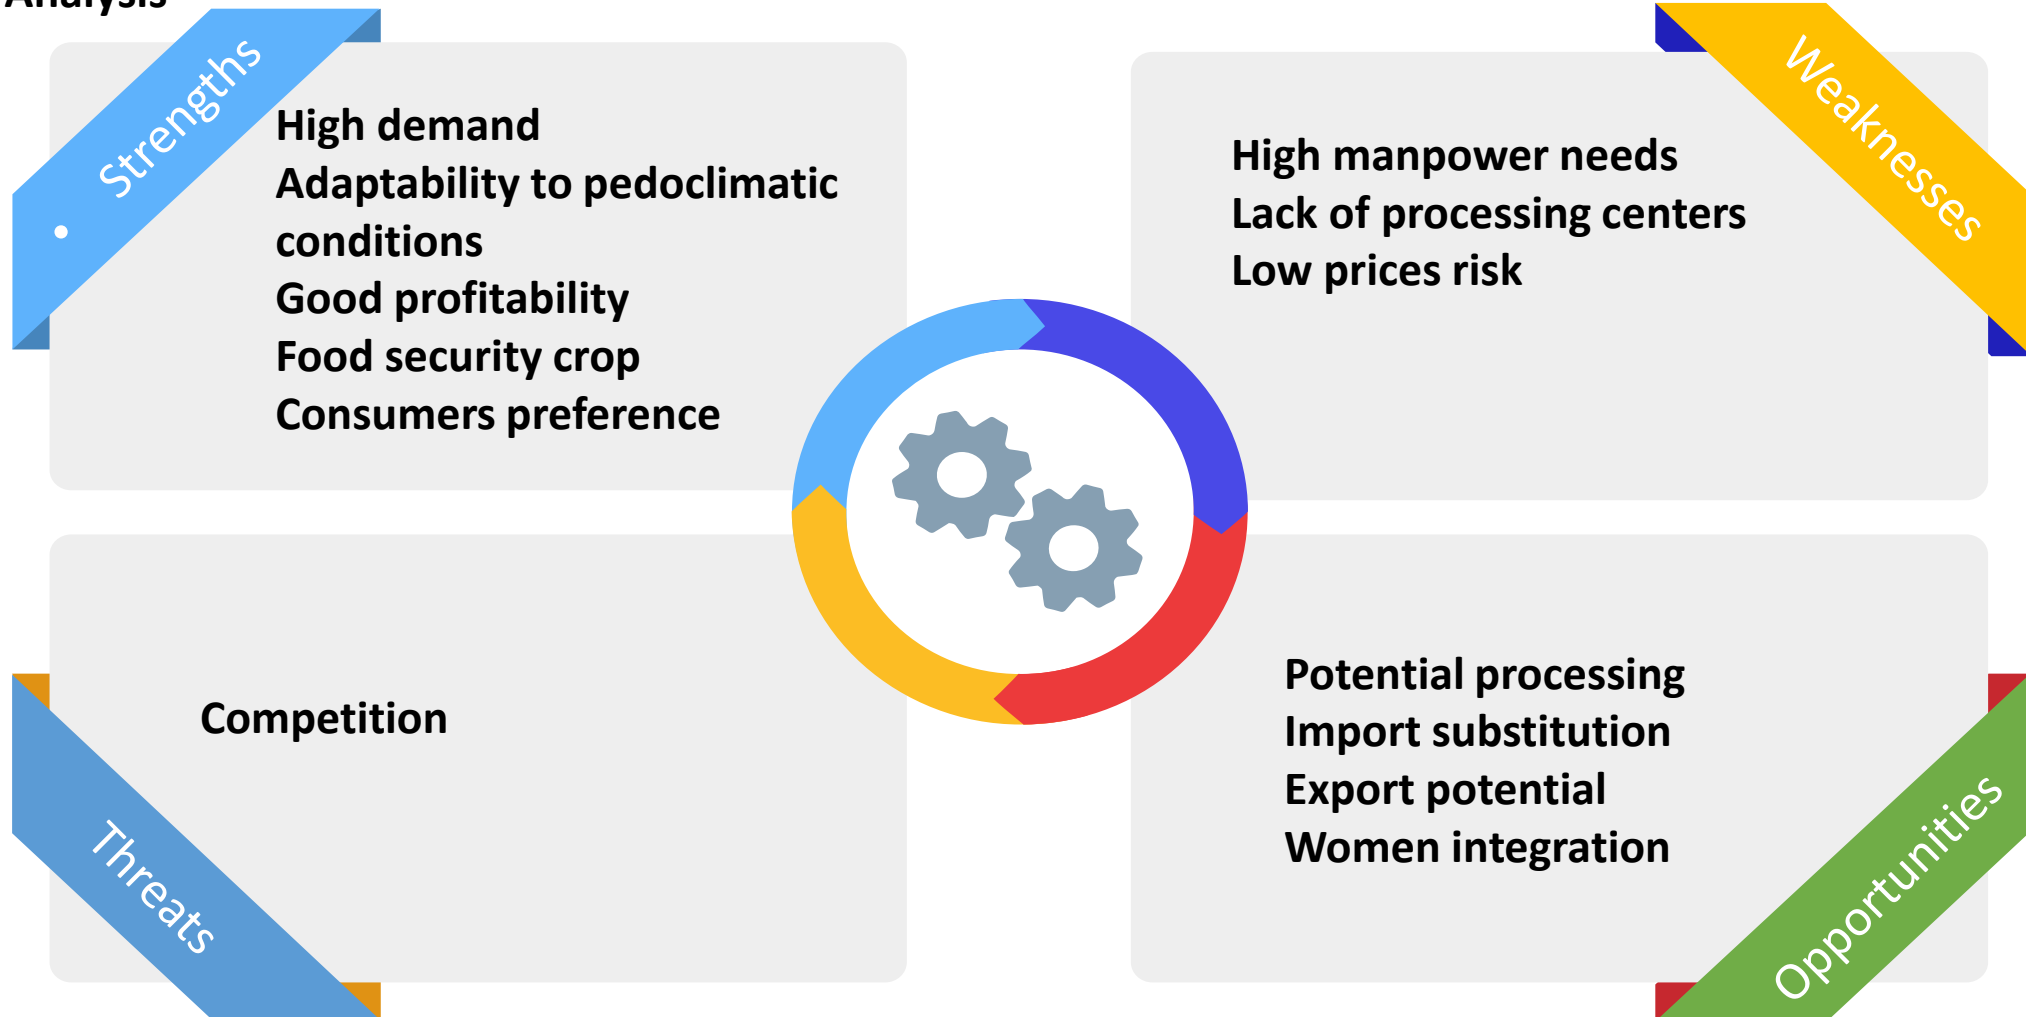 Analysis
• Strengths
High demand
Adaptability to pedoclimatic
conditions
Good profitability
Food security crop
Consumers preference
Weaknesses
High manpower needs
Lack of processing centers
Low prices risk
Threats
Competition
Opportunities
Potential processing
Import substitution
Export potential
Women integration